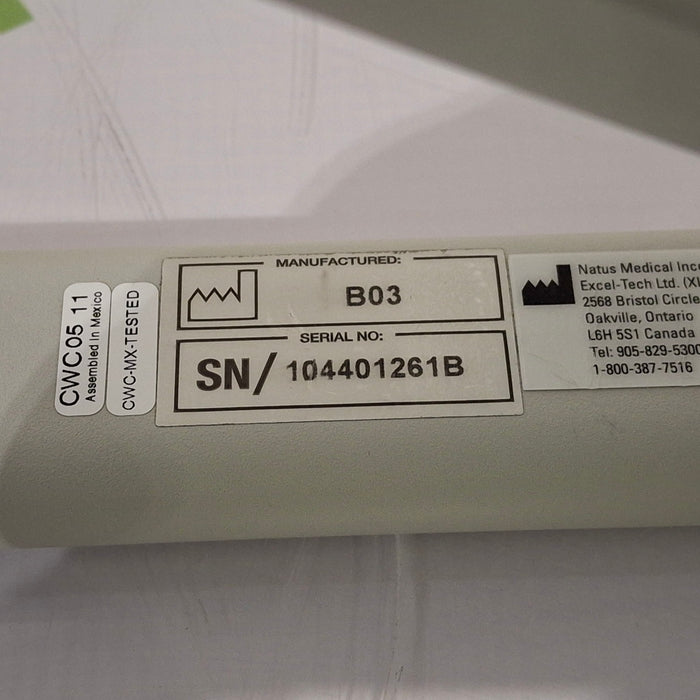 CWC05 11
Assembled In Mexico
CWC-MX-TESTED
MANUFACTURED:
B03
SERIAL NO:
SN/ 104401261B
Natus Medical Inc
Excel-Tech Ltd.
2568 Bristol Circle
Oakville, Ontario
L6H 5S1 Canada
Tel: 905-829-5300
1-800-387-7516